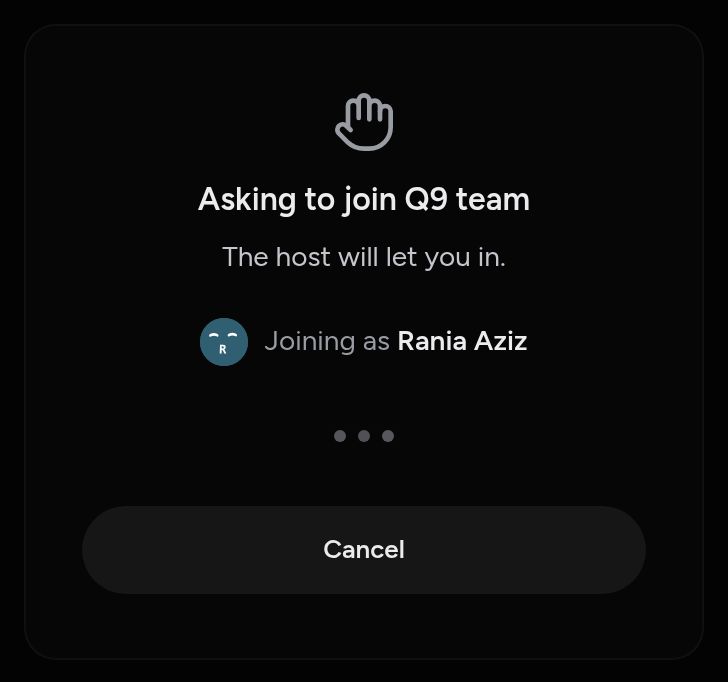 Asking to join Q9 team
The host will let you in.
R
Joining as Rania Aziz
Cancel